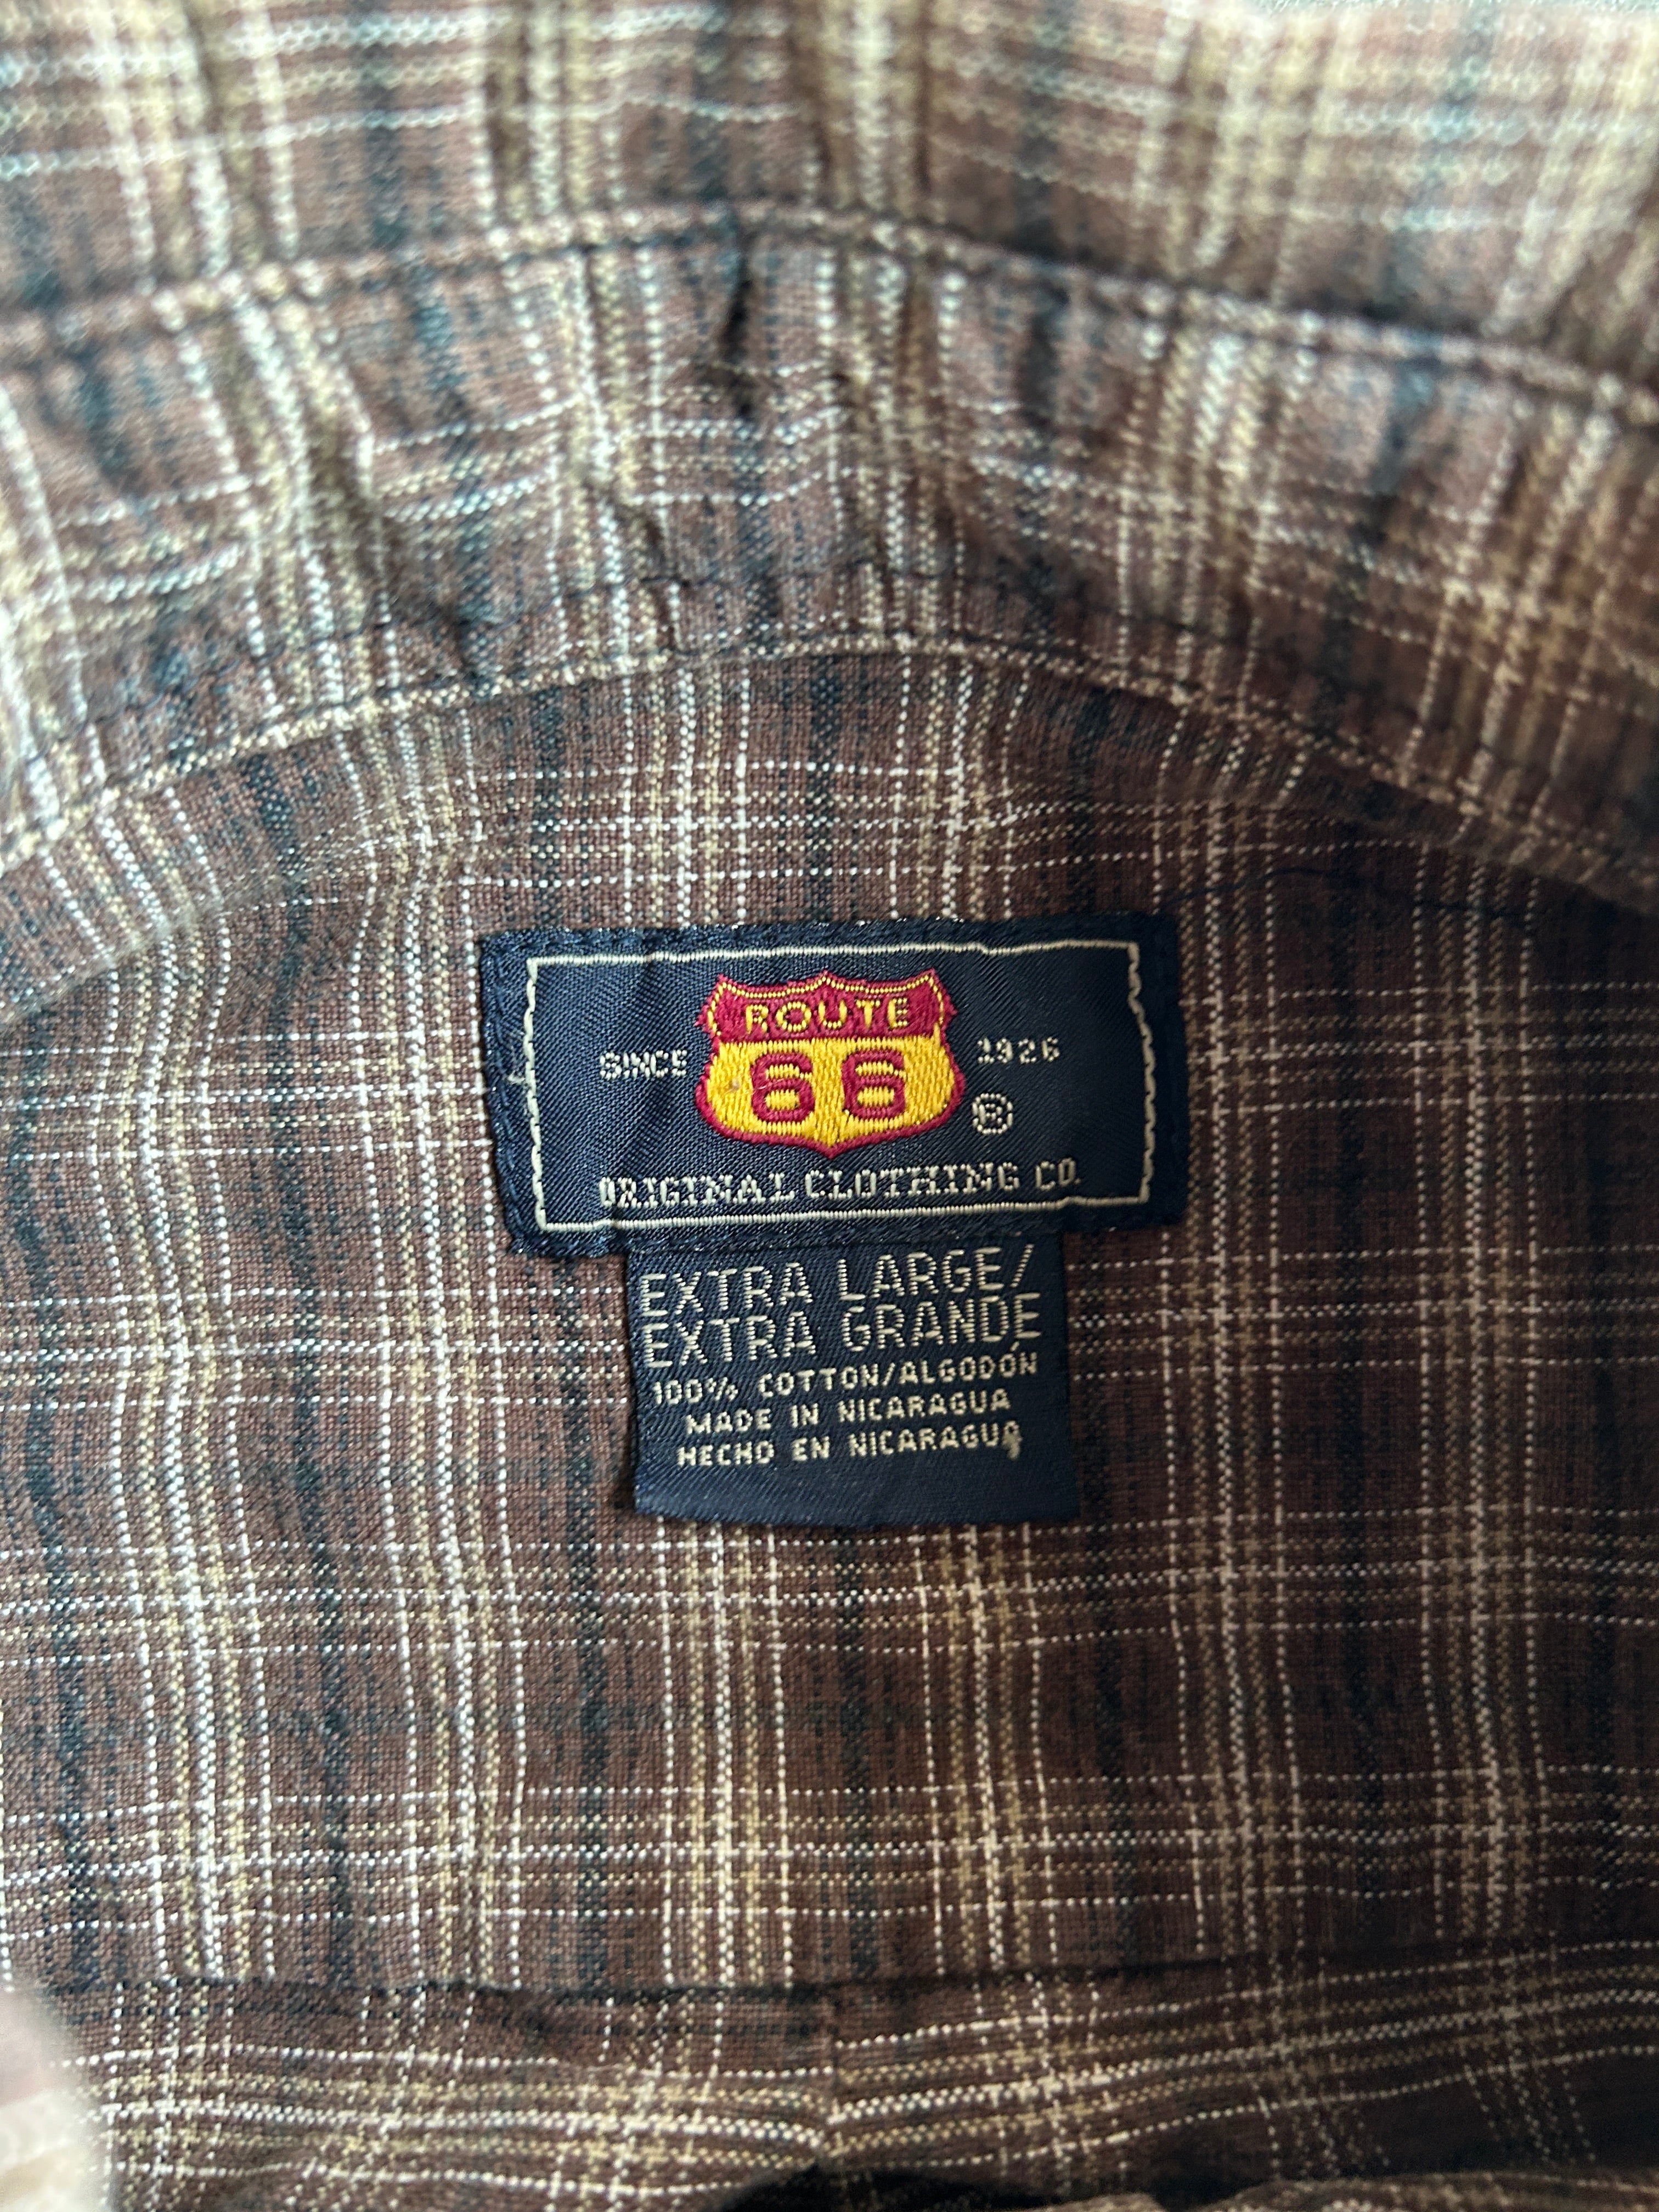 ROUTE
SINCE 66 1926
®
ORIGINAL CLOTHING CO.
EXTRA LARGE/
EXTRA GRANDE
100% COTTON/ALGODÓN
MADE IN NICARAGUA
HECHO EN NICARAGUA